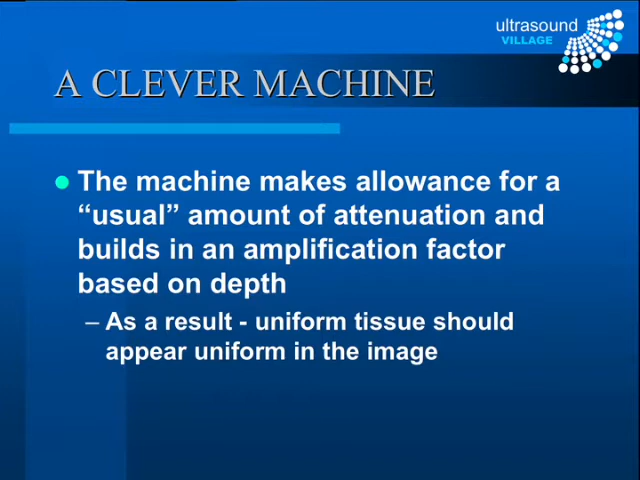 ultrasound
VILLAGE
A CLEVER MACHINE
The machine makes allowance for a
“usual” amount of attenuation and
builds in an amplification factor
based on depth
– As a result - uniform tissue should
appear uniform in the image